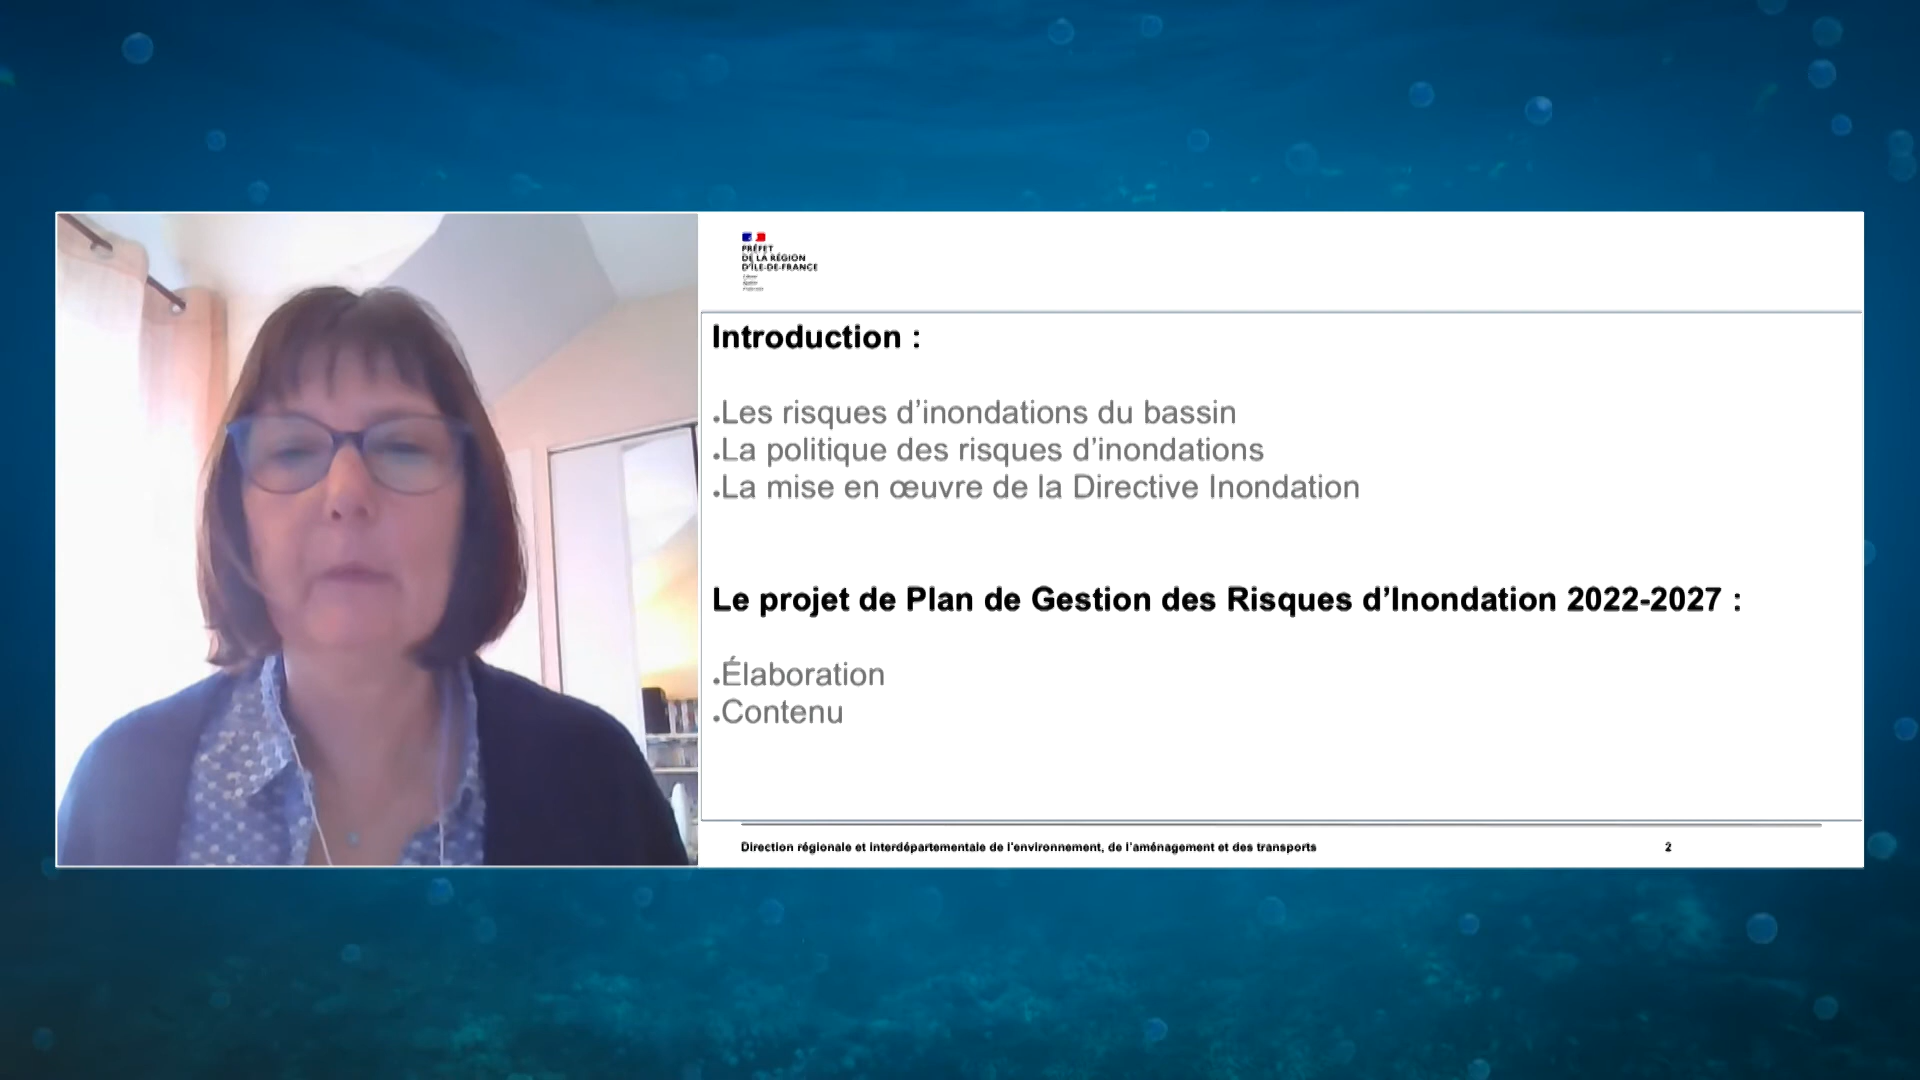 PRÉFET
DE LA RÉGION
D'ÎLE-DE-FRANCE
Introduction :
.Les risques d’inondations du bassin
.La politique des risques d’inondations
.La mise en œuvre de la Directive Inondation
Le projet de Plan de Gestion des Risques d’Inondation 2022-2027 :
.Élaboration
.Contenu
Direction régionale et interdépartementale de l'environnement, de l'aménagement et des transports
2